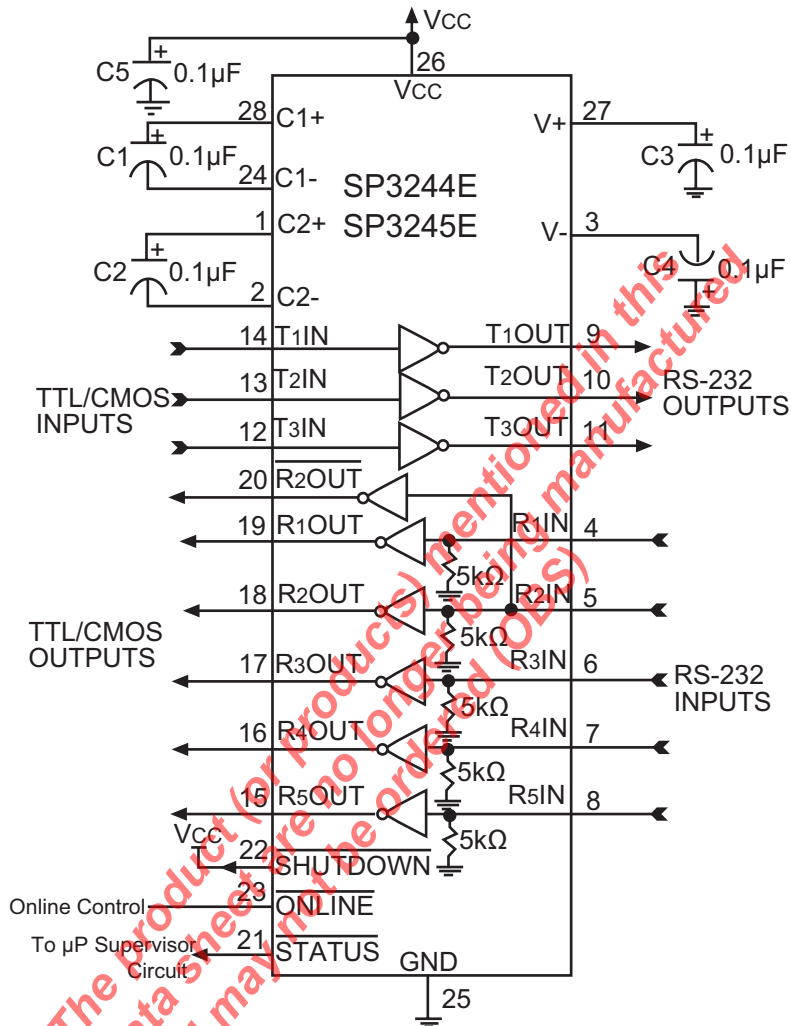 VCC
26
C5 + 0.1µF
VCC
28 C1+
V+ 27
+
C1 0.1µF
+
C3 0.1µF
24 C1-
SP3244E
SP3245E
1 C2+
V- 3
+
C2 0.1µF
C4 0.1µF
+
2 C2-
14 T1IN T1OUT 9
13 T2IN T2OUT 10
12 T3IN T3OUT 11
TTL/CMOS
INPUTS
RS-232
OUTPUTS
20 R2OUT
19 R1OUT R1IN 4
5kΩ
18 R2OUT R2IN 5
5kΩ
TTL/CMOS
OUTPUTS
17 R3OUT R3IN 6
5kΩ
RS-232
INPUTS
16 R4OUT R4IN 7
5kΩ
15 R5OUT R5IN 8
5kΩ
VCC
22 SHUTDOWN
Online Control 23 ONLINE
To µP Supervisor
Circuit
21 STATUS
GND
25
The product (or products) mentioned in this
data sheet are no longer being manufactured
may not be ordered (OBS)